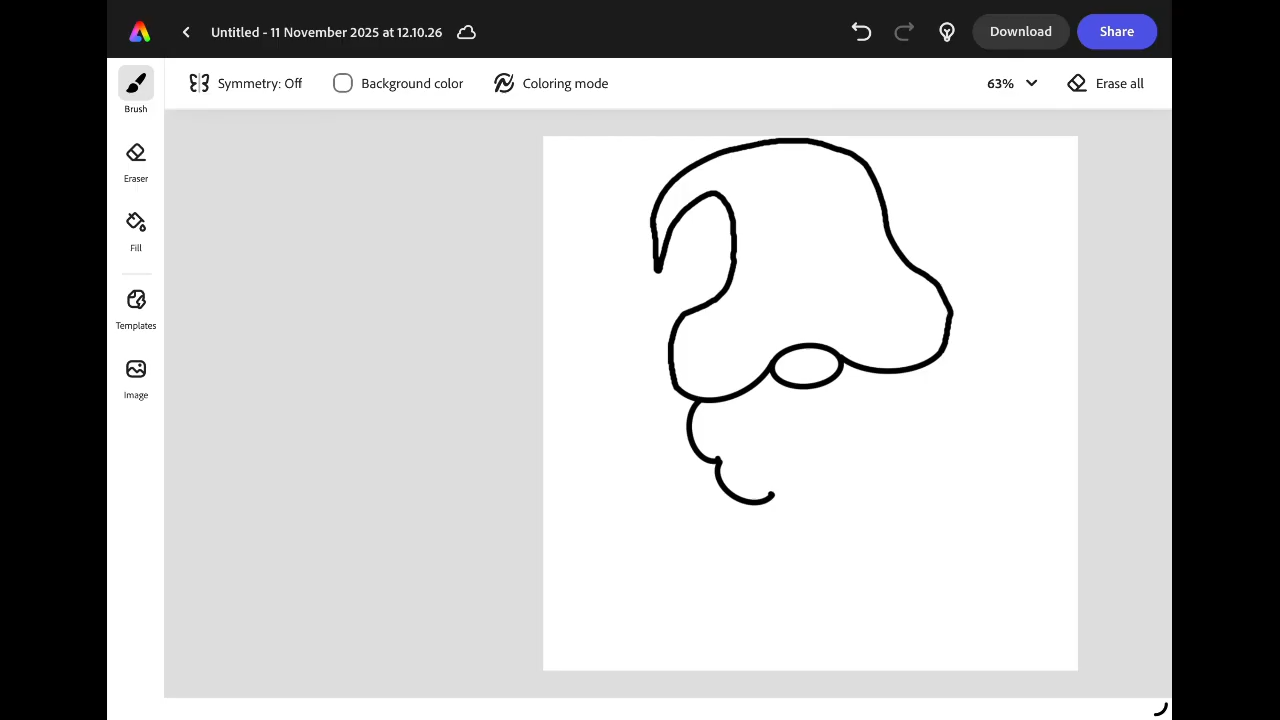 Untitled - 11 November 2025 at 12.10.26
Download
Share
Symmetry: Off
Background color
Coloring mode
63%
Erase all
Brush
Eraser
Fill
Templates
Image